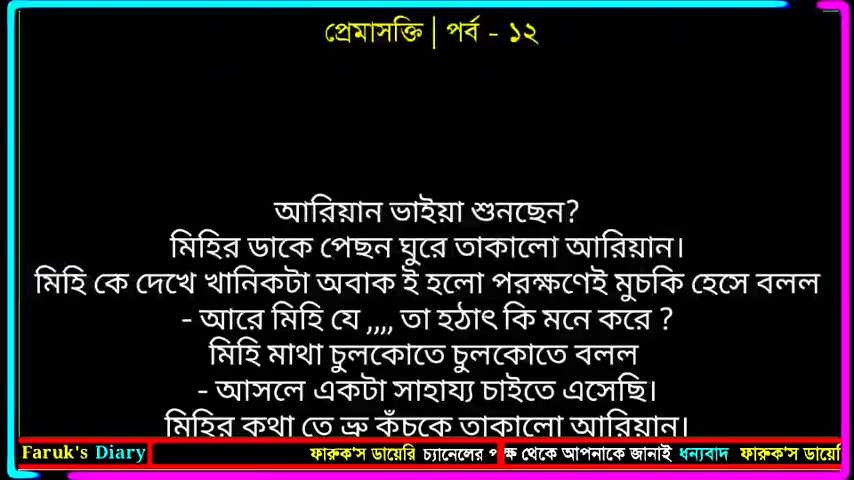 প্রেমাসক্তি | পর্ব - ১২
আরিয়ান ভাইয়া শুনছেন?
মিহির ডাকে পেছন ঘুরে তাকালো আরিয়ান।
মিহি কে দেখে খানিকটা অবাক ই হলো পরক্ষণেই মুচকি হেসে বলল
- আরে মিহি যে ,,,, তা হঠাৎ কি মনে করে ?
মিহি মাথা চুলকোতে চুলকোতে বলল
- আসলে একটা সাহায্য চাইতে এসেছি।
মিহির কথা তে ভ্রু কুঁচকে তাকালো আরিয়ান।
Faruk's Diary ফারুক'স ডায়েরি চ্যানেলের পক্ষ থেকে আপনাকে জানাই ধন্যবাদ ফারুক'স ডায়েরি